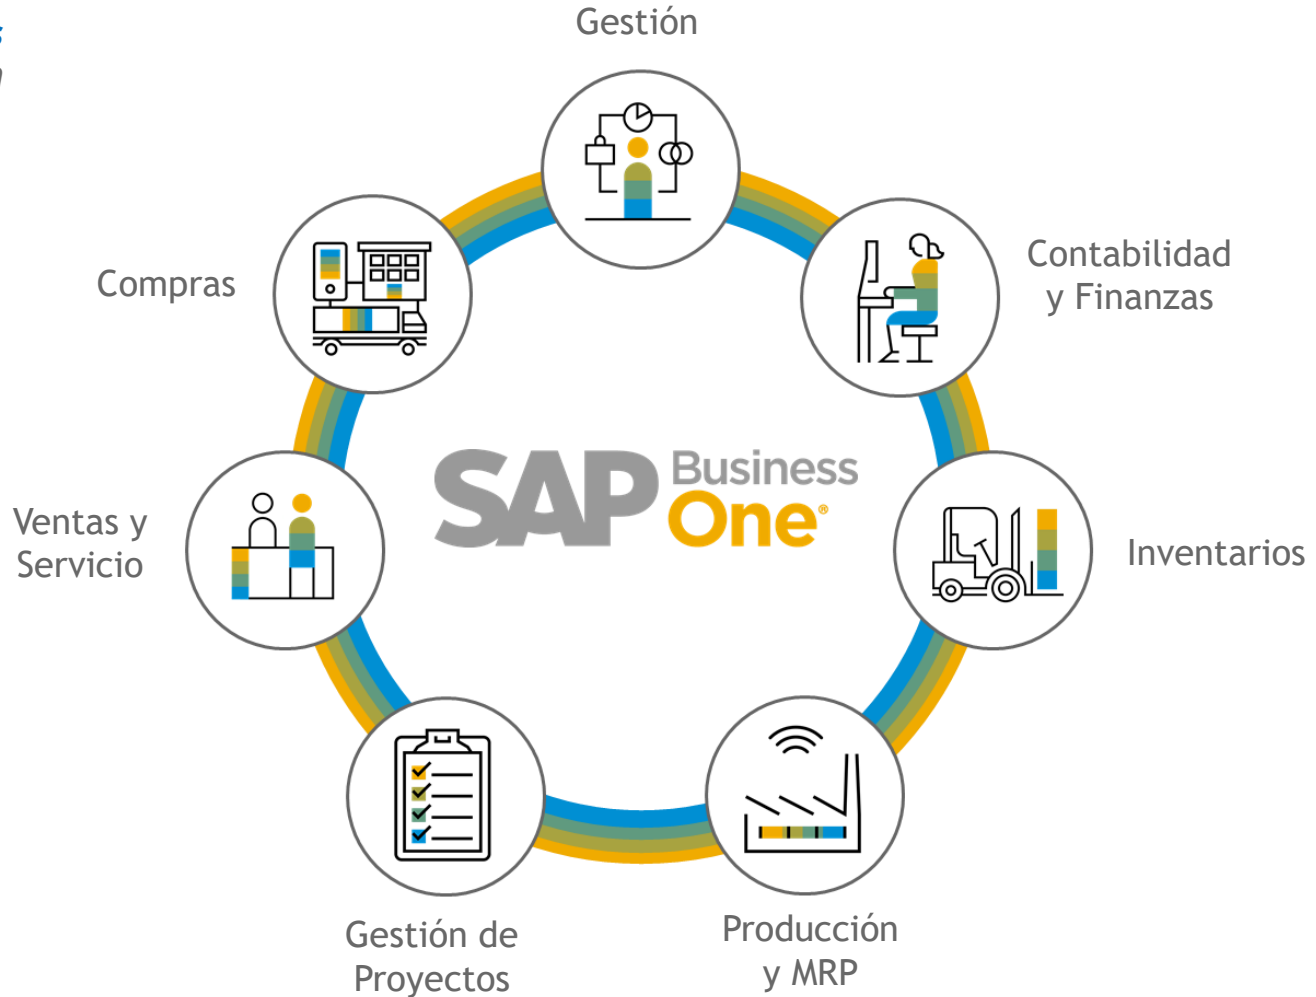 Gestión
Contabilidad
y Finanzas
Compras
SAP Business
One®
Ventas y
Servicio
Inventarios
Gestión de
Proyectos
Producción
y MRP